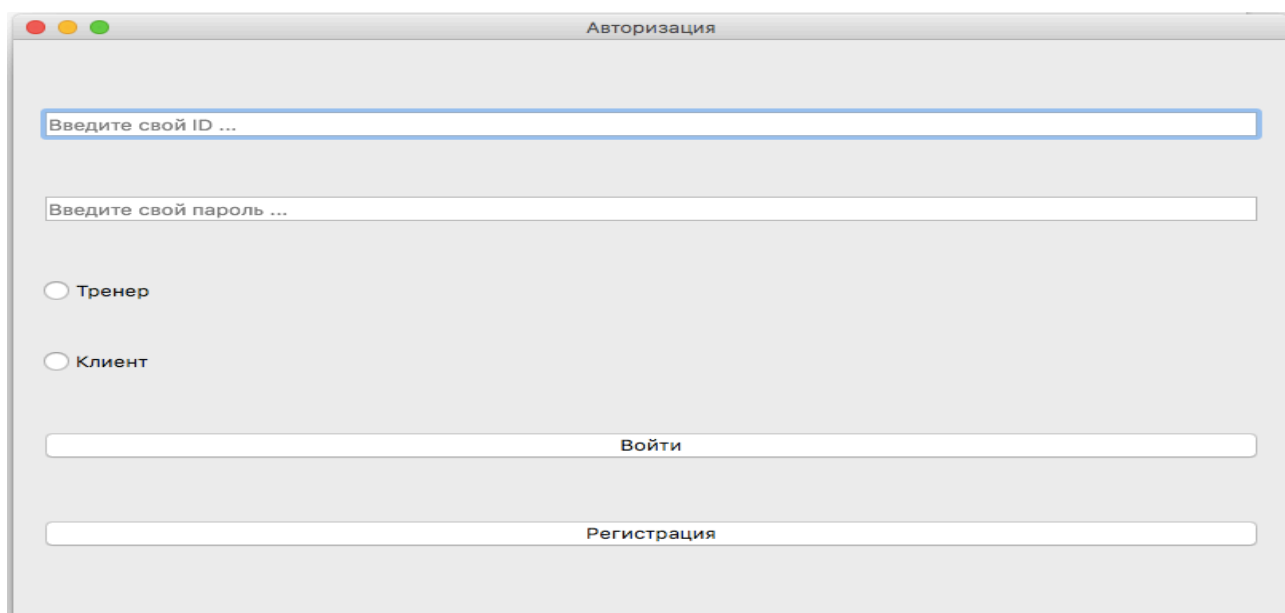 Авторизация
Введите свой ID ...
Введите свой пароль ...
Тренер
Клиент
Войти
Регистрация